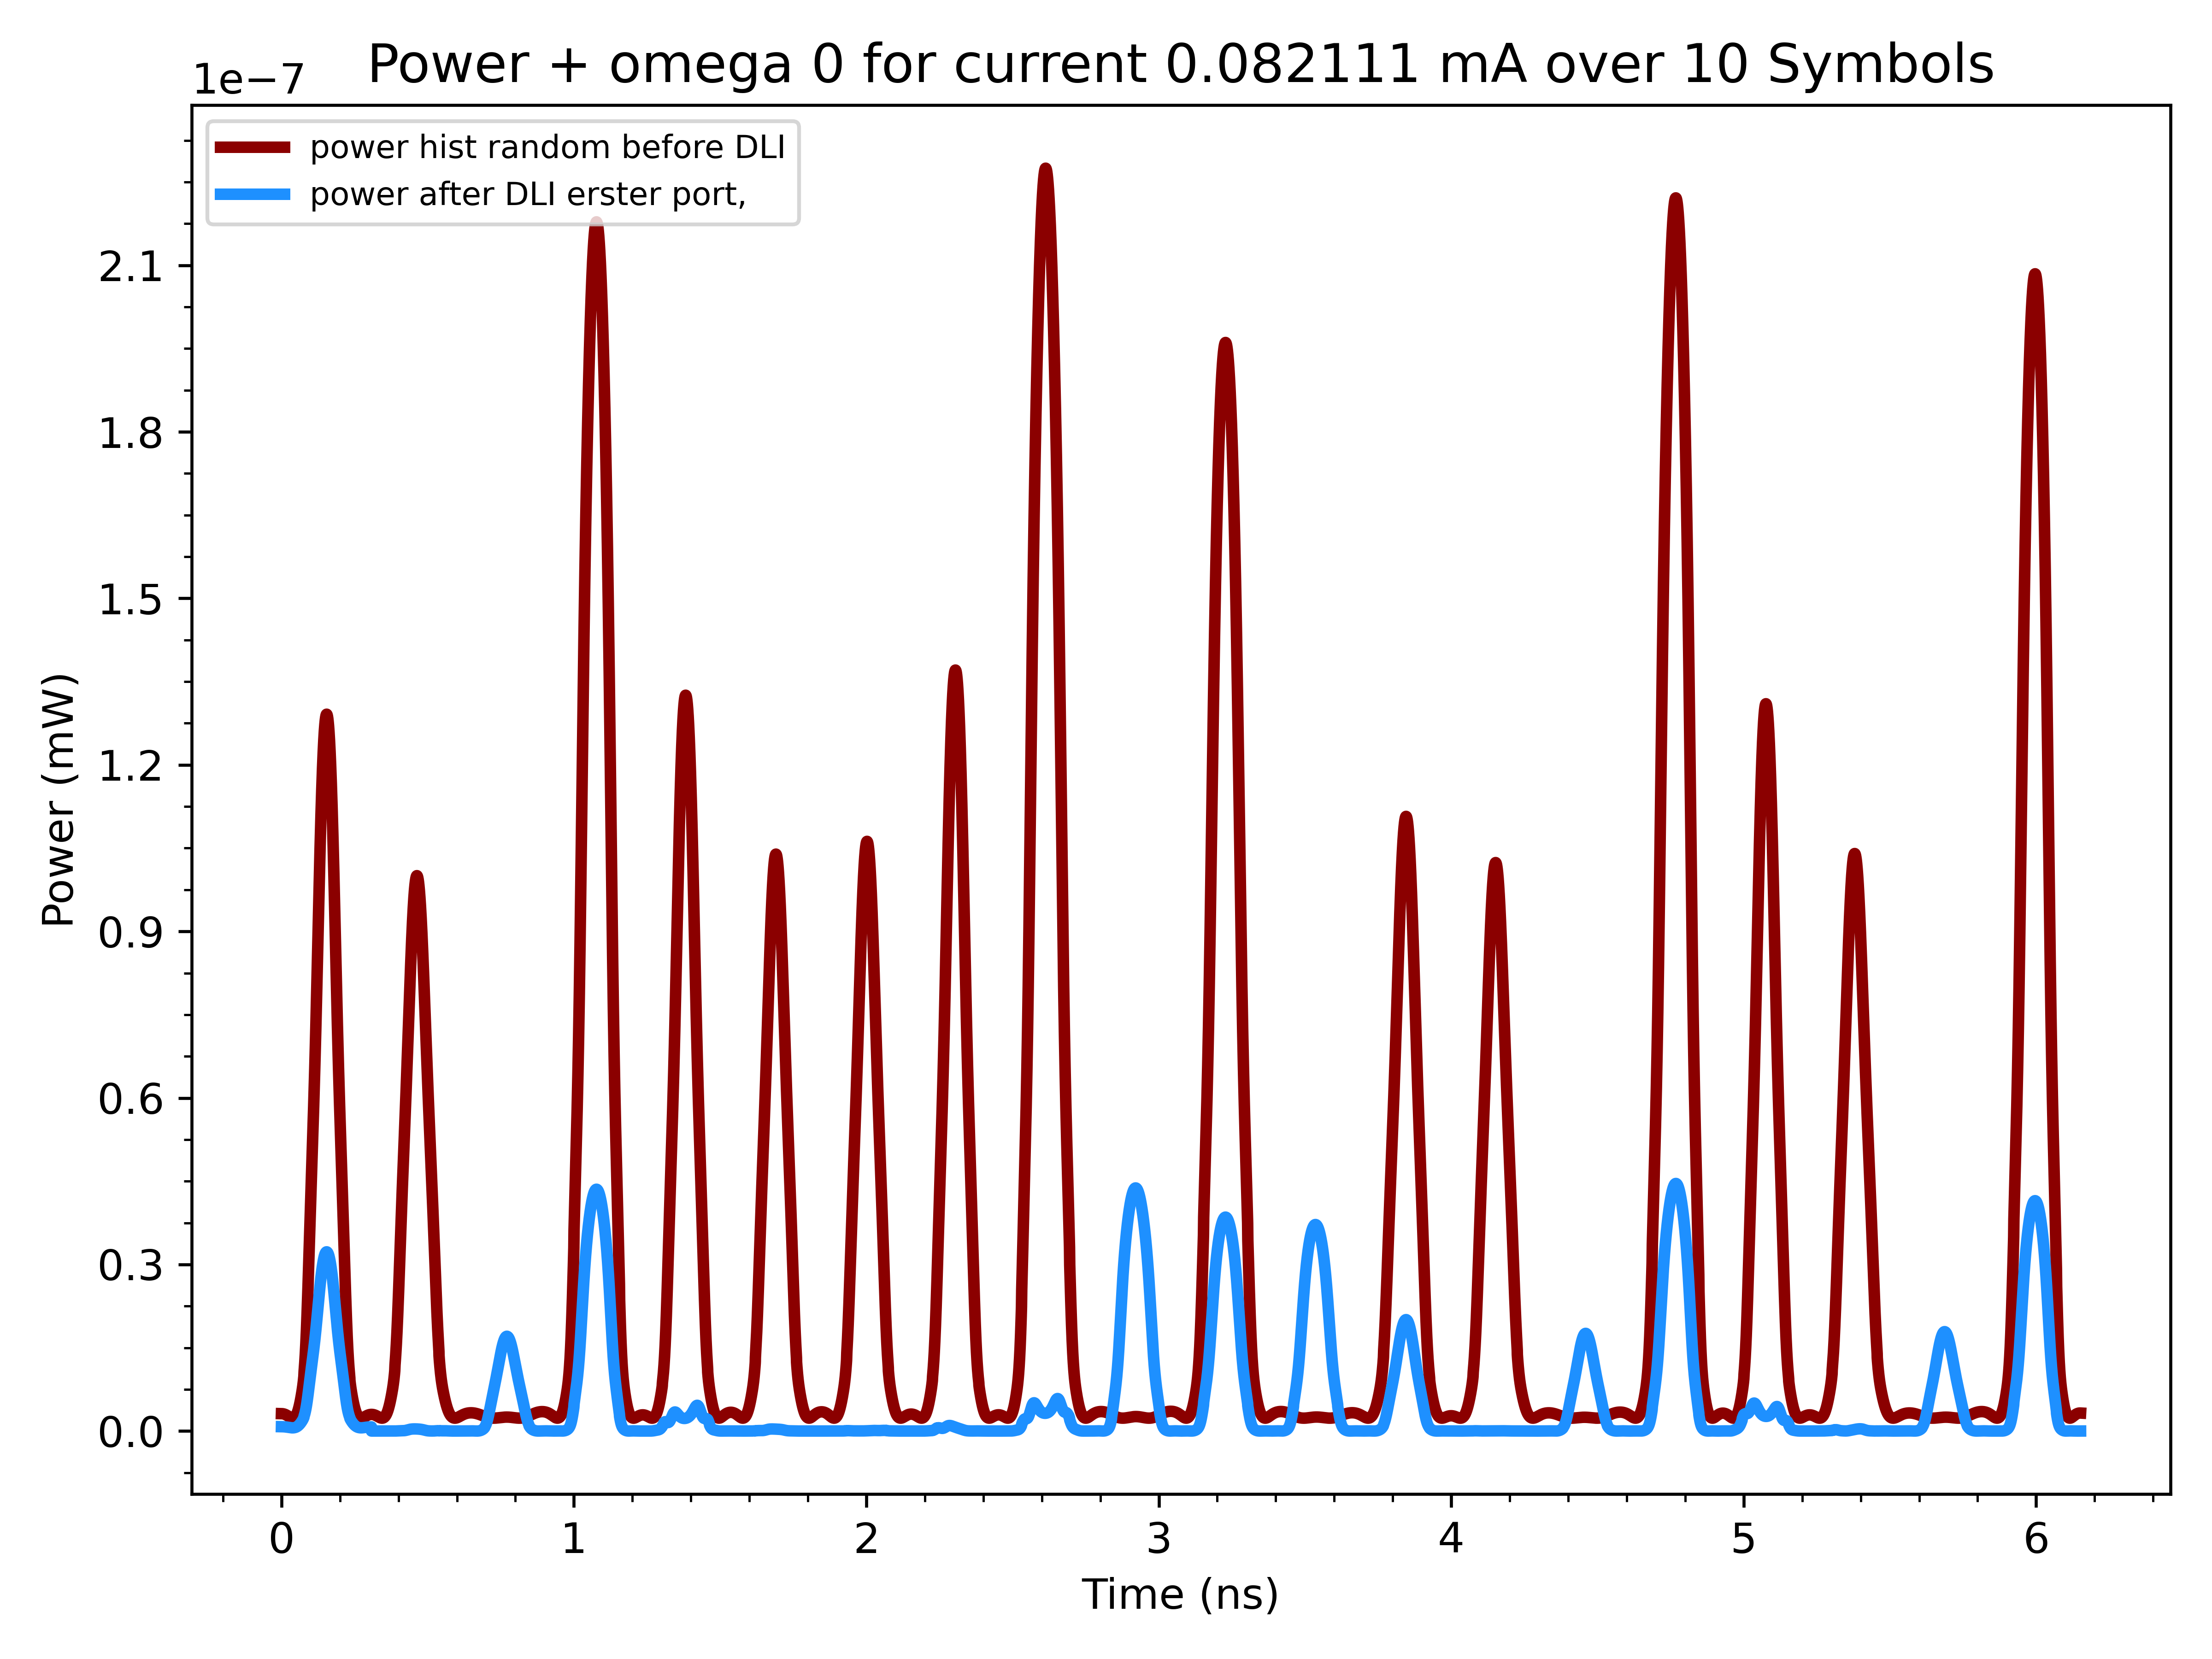 Power + omega 0 for current 0.082111 mA over 10 Symbols
1e−7
power hist random before DLI
power after DLI erster port,
2.1
1.8
1.5
1.2
0.9
0.6
0.3
0.0
Power (mW)
0 1 2 3 4 5 6
Time (ns)